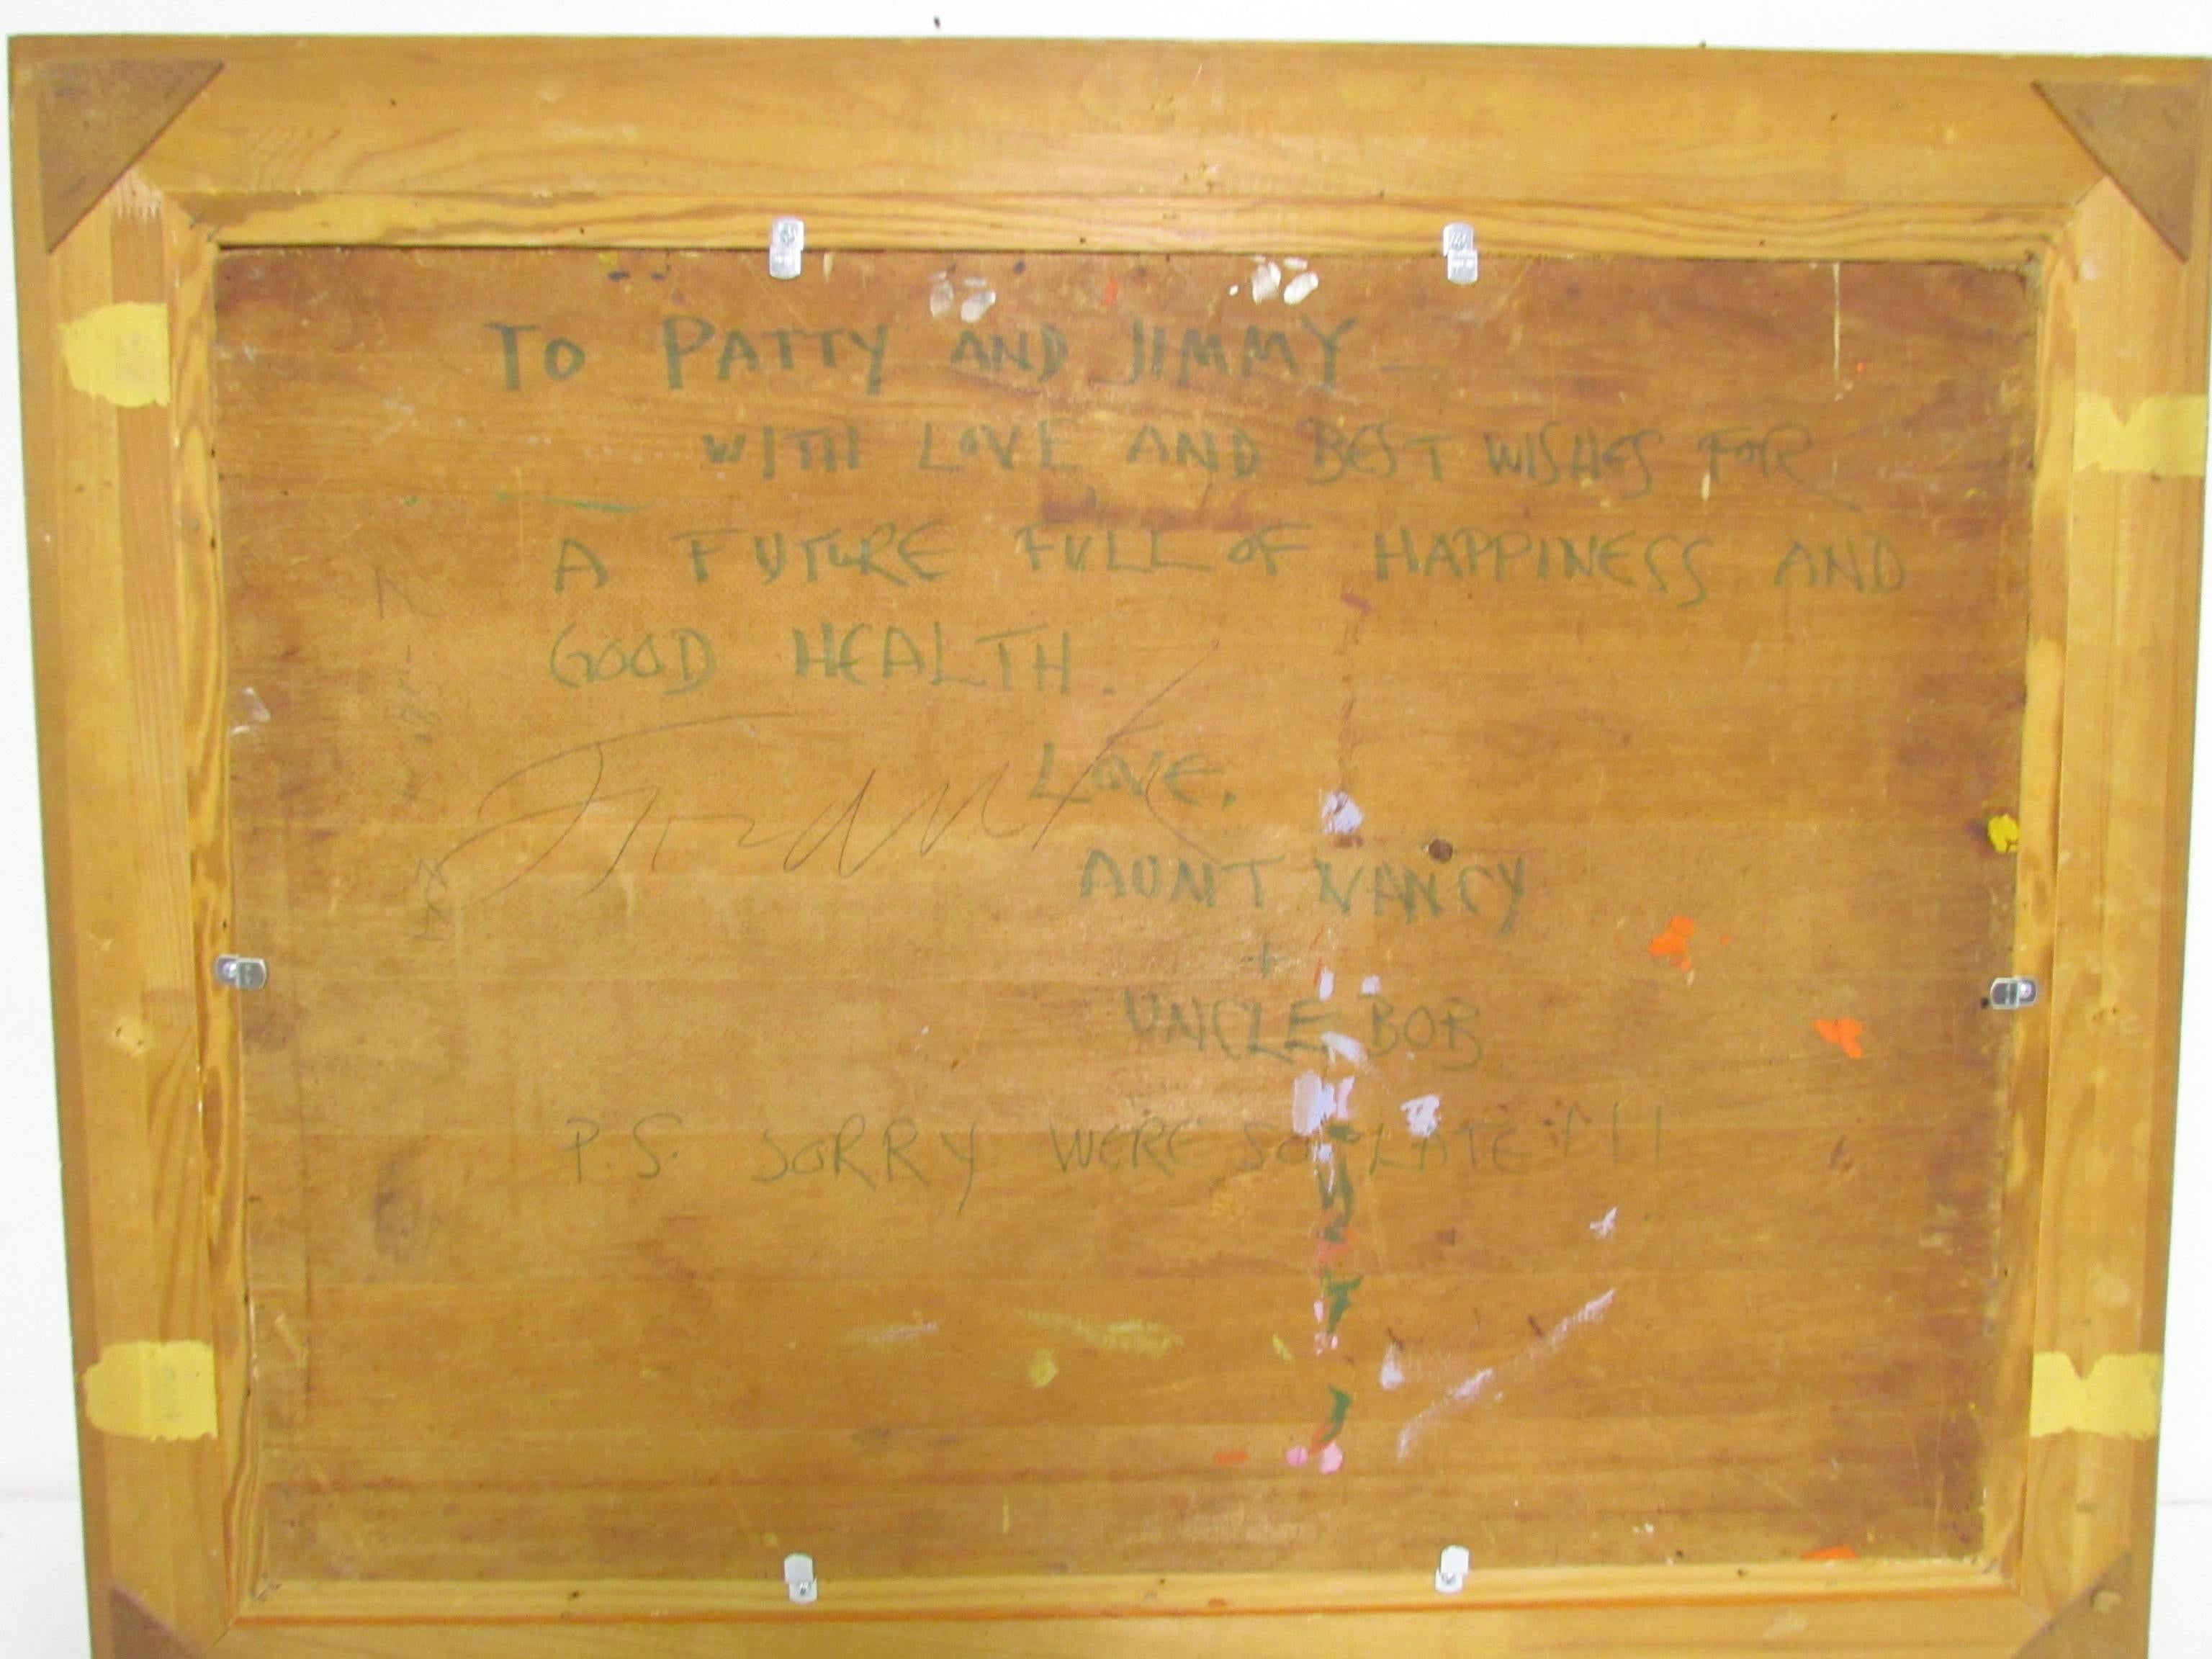 TO PATTY AND JIMMY —
WITH LOVE AND BEST WISHES FOR
A FUTURE FULL OF HAPPINESS AND
GOOD HEALTH.
Frank
LOVE,
AUNT NANCY
+
UNCLE BOB
P.S. SORRY WERE SO LATE!!!